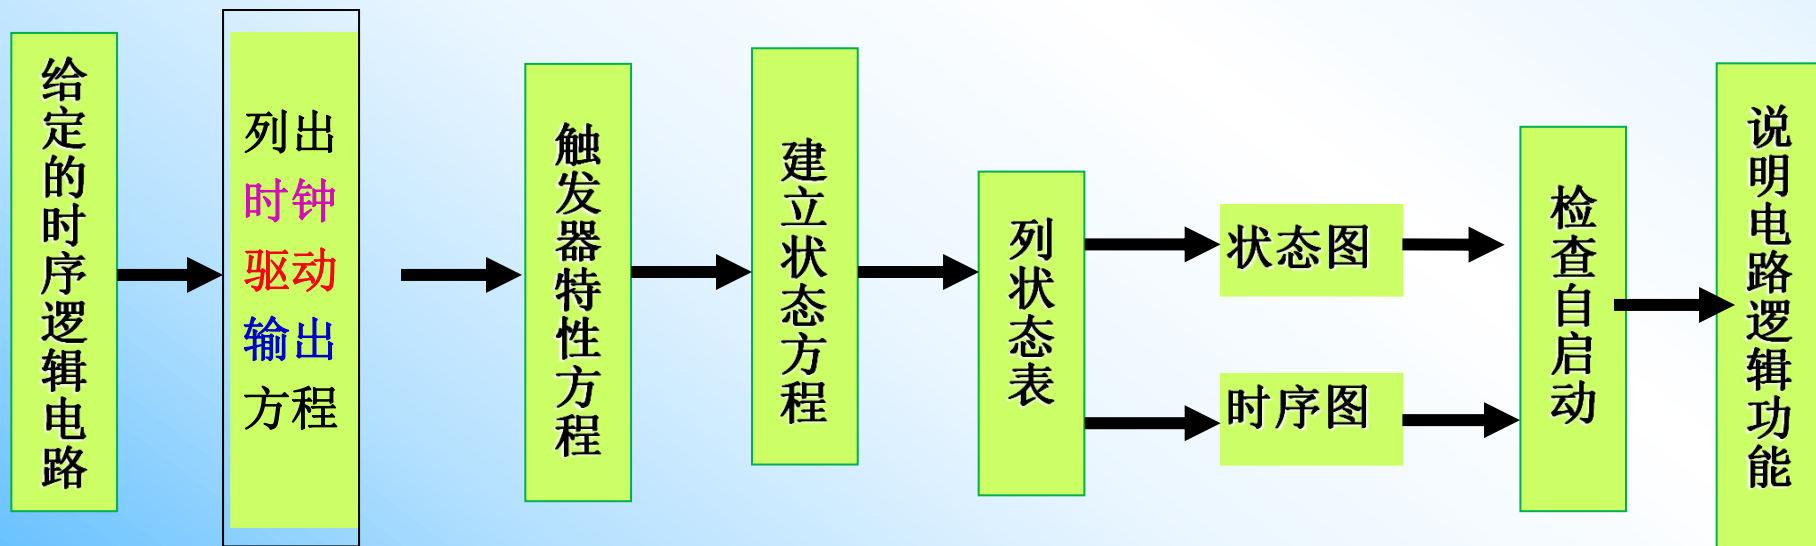 给定的时序逻辑电路
列出
时钟
驱动
输出
方程
触发器特性方程
建立状态方程
列状态表
状态图
时序图
检查自启动
说明电路逻辑功能